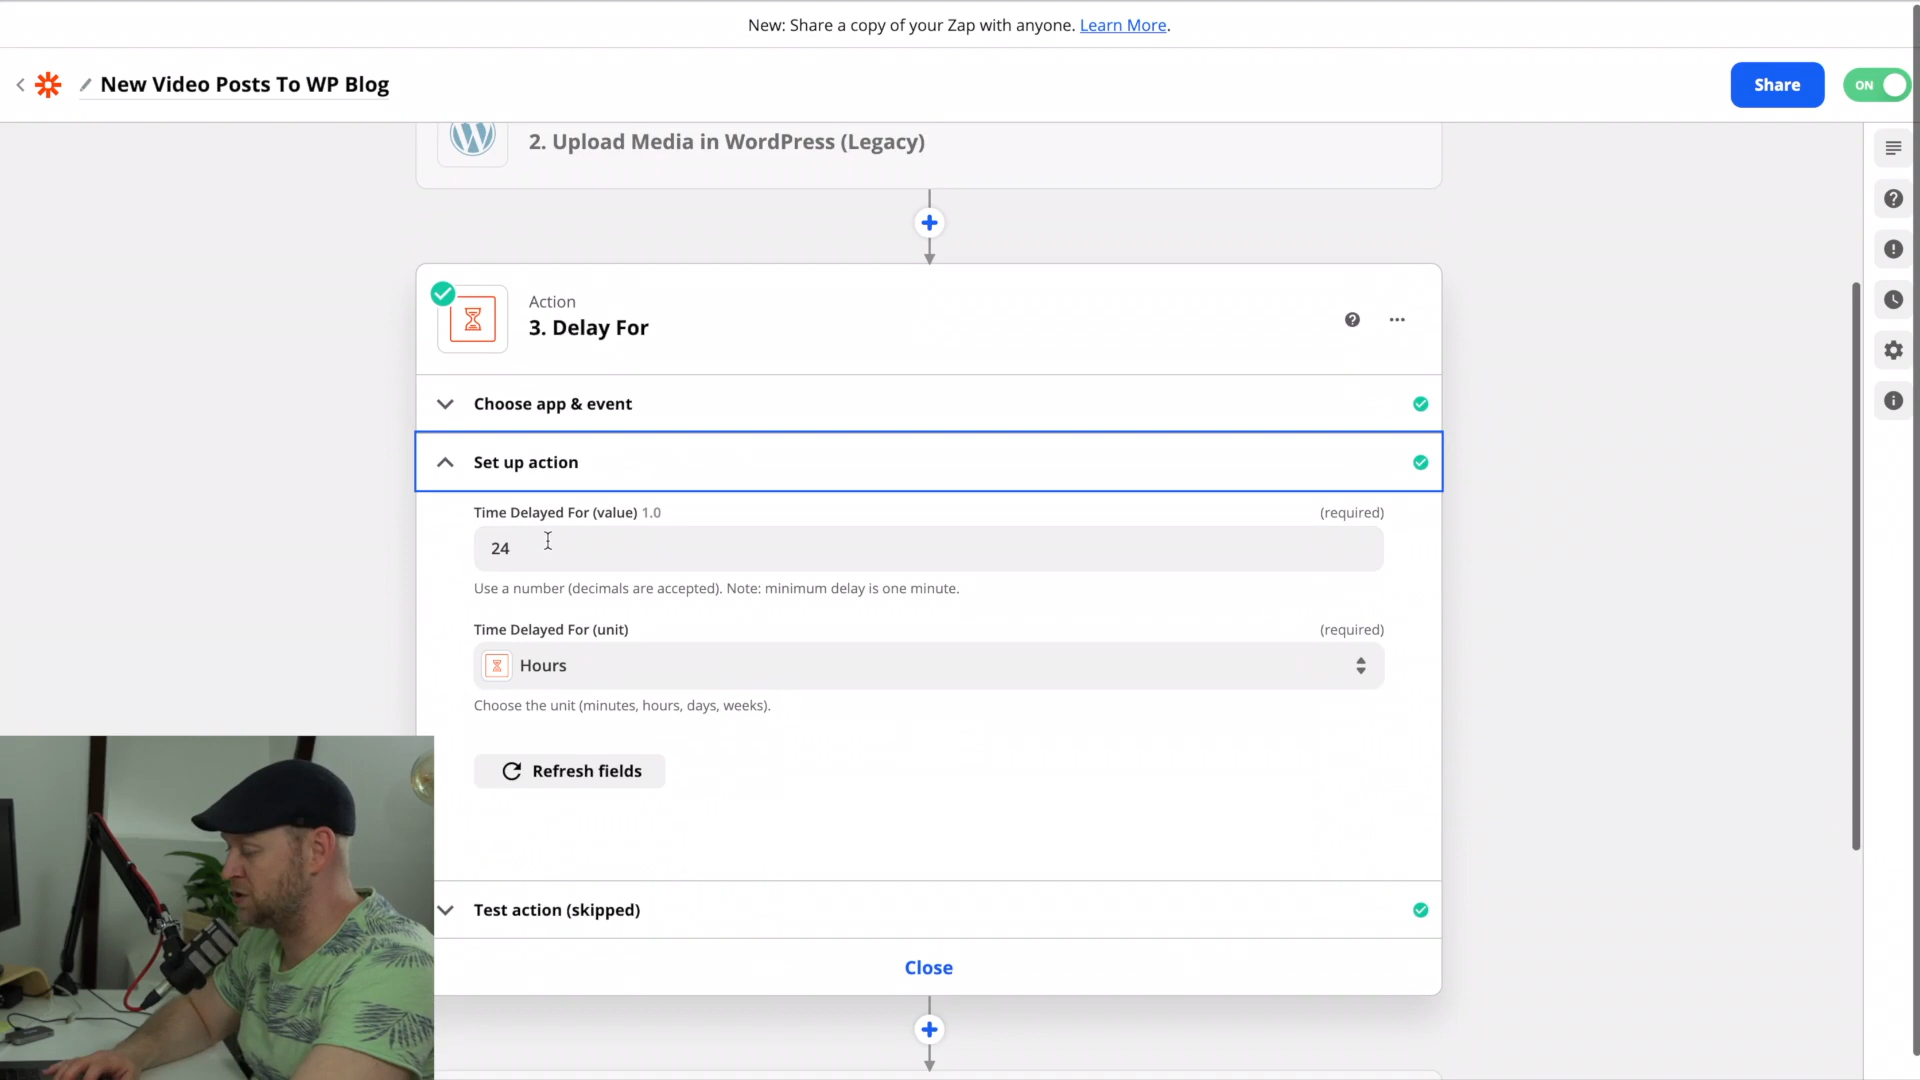 New: Share a copy of your Zap with anyone. Learn More.
New Video Posts To WP Blog
Share
ON
2. Upload Media in WordPress (Legacy)
Action
3. Delay For
Choose app & event
Set up action
Time Delayed For (value) 1.0 (required)
24
Use a number (decimals are accepted). Note: minimum delay is one minute.
Time Delayed For (unit) (required)
Hours
Choose the unit (minutes, hours, days, weeks).
Refresh fields
Test action (skipped)
Close